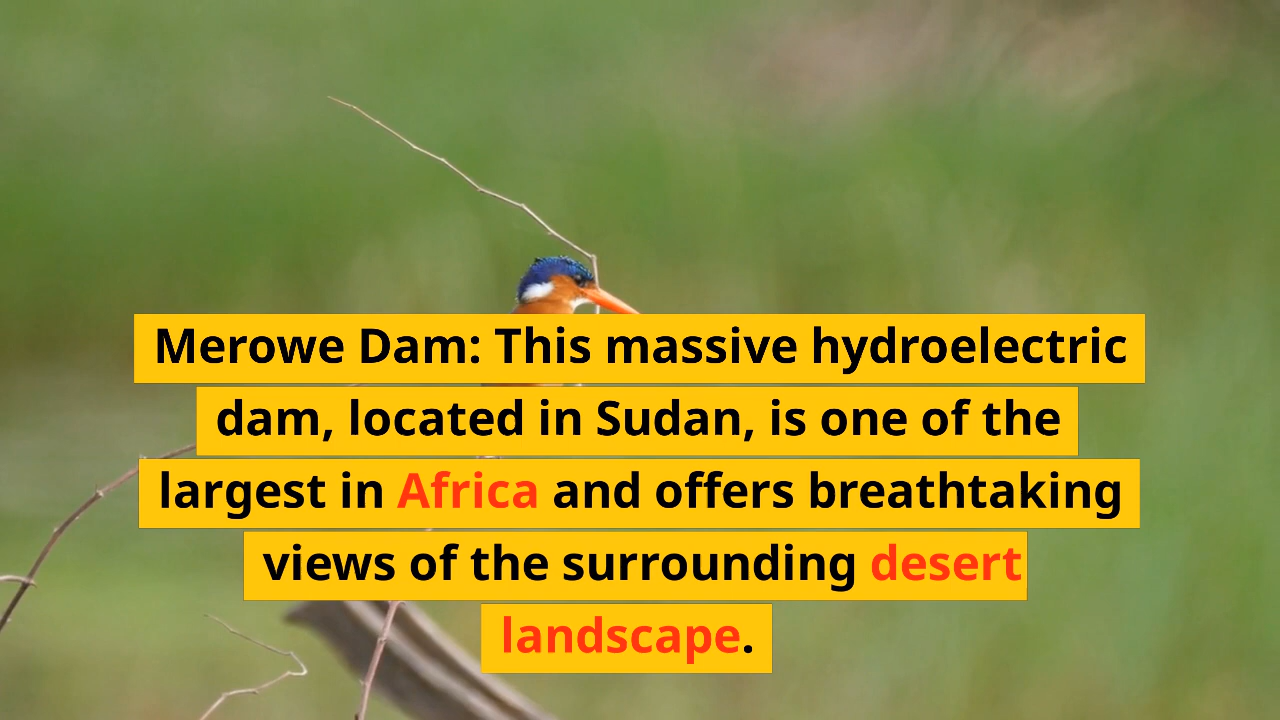 Merowe Dam: This massive hydroelectric
dam, located in Sudan, is one of the
largest in Africa and offers breathtaking
views of the surrounding desert
landscape.